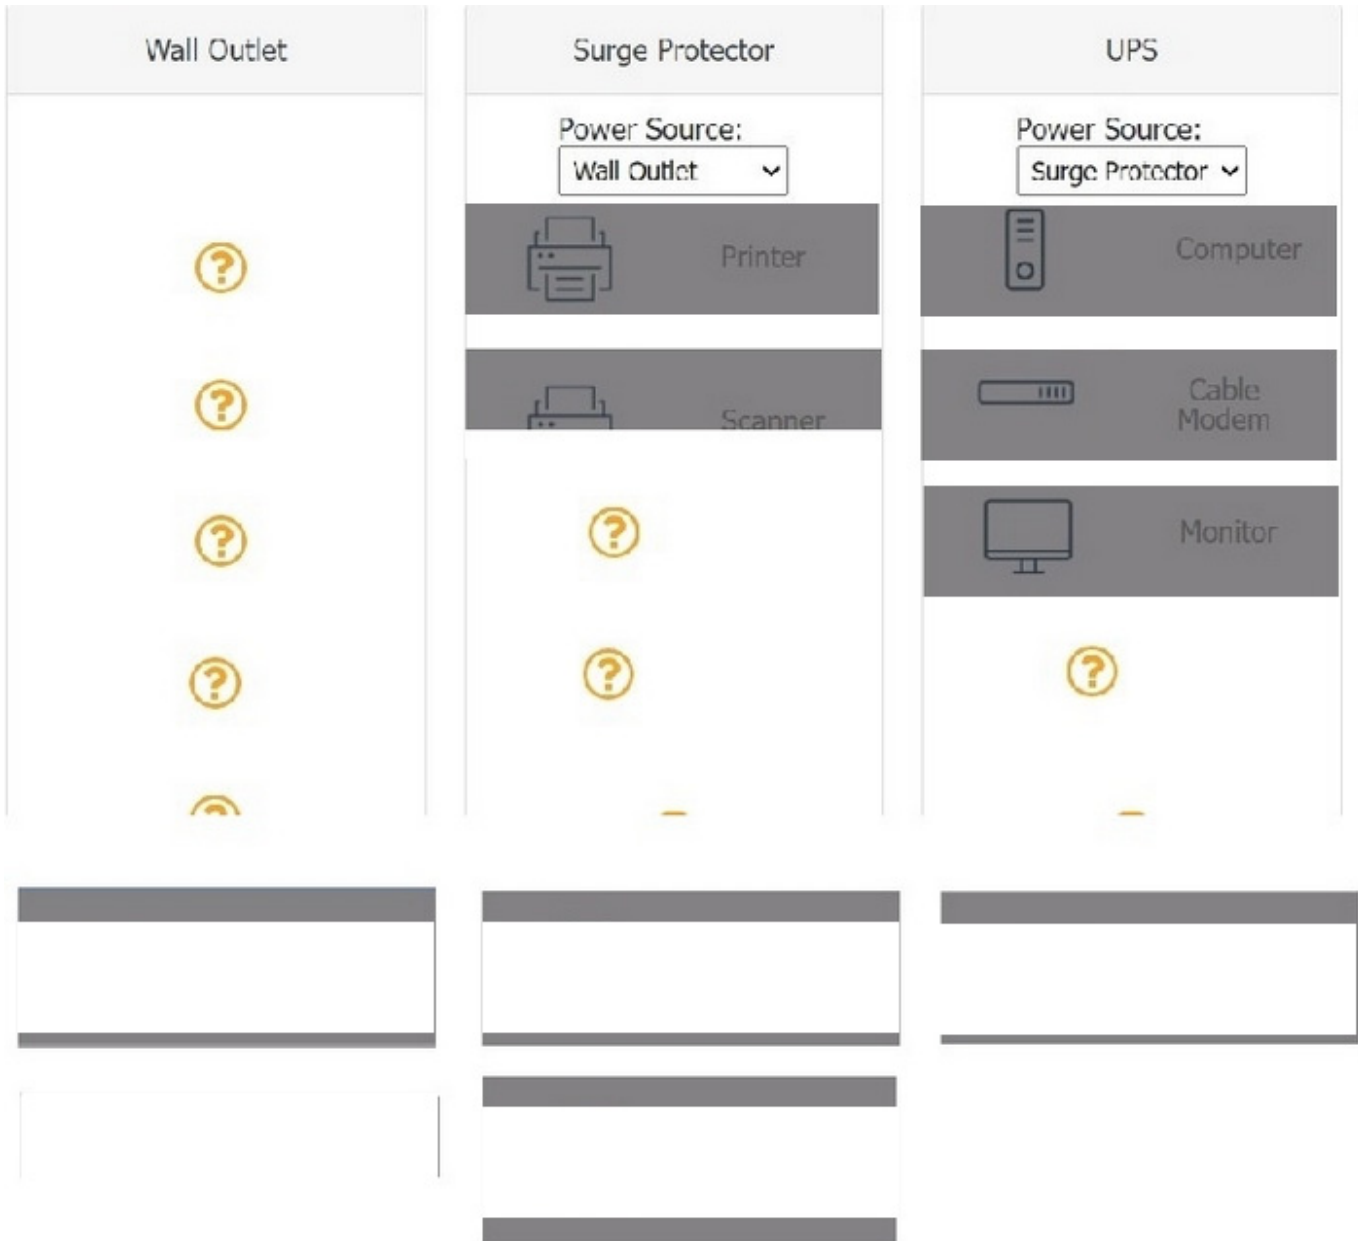 Wall Outlet
Surge Protector
UPS
Power Source:
Wall Outlet
Power Source:
Surge Protector
?
Printer
Computer
?
Scanner
Cable
Modem
?
?
Monitor
?
?
?